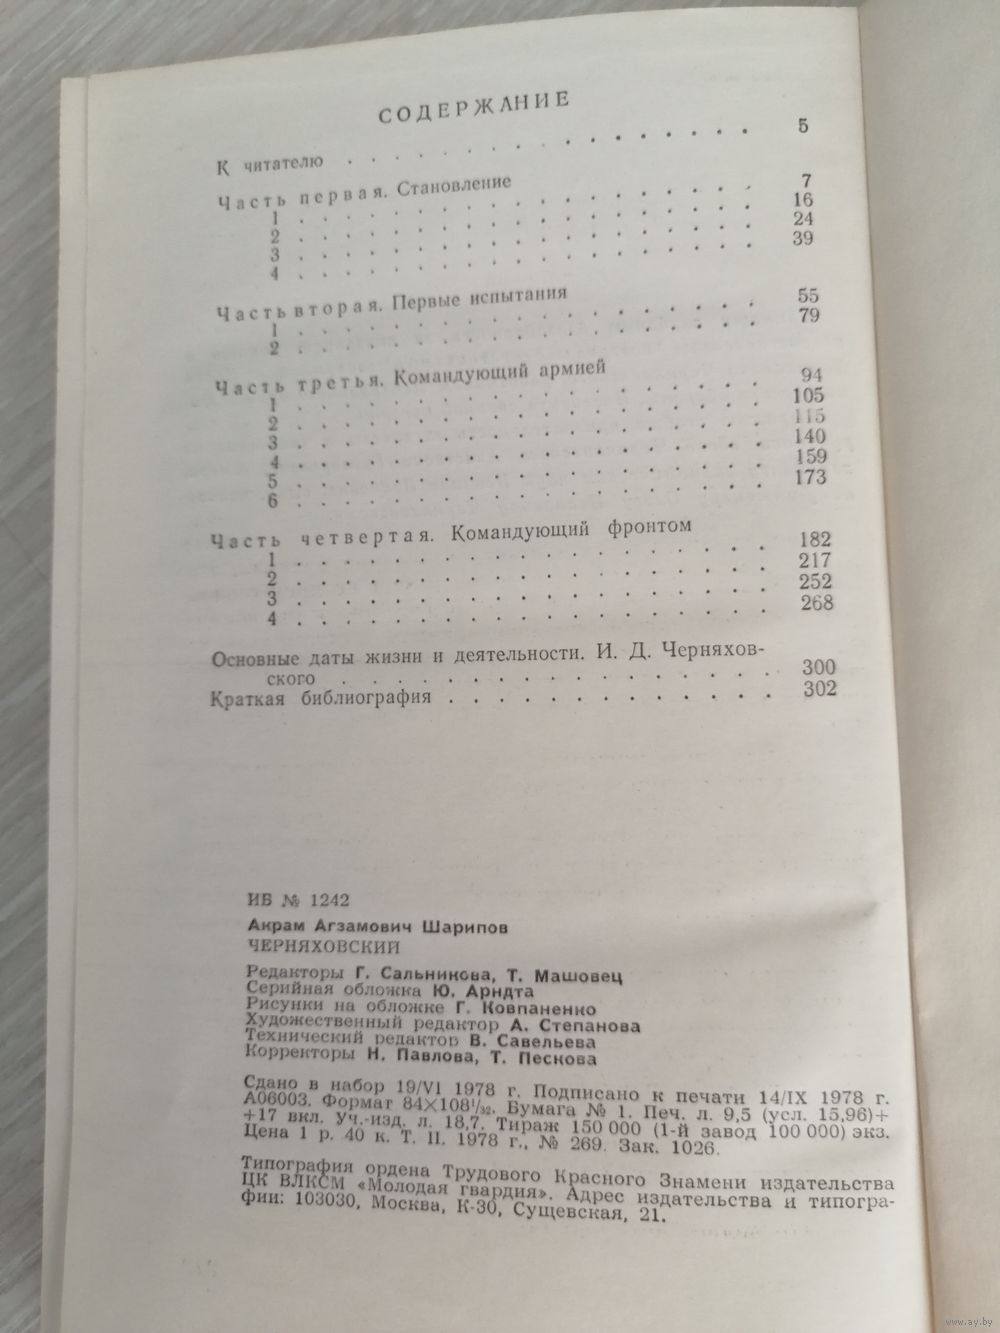 СОДЕРЖАНИЕ
К читателю . . . . . . . . . . . . . . . . 5
Часть первая. Становление
1 . . . . . . . . . . . . . . . . . . . 7
2 . . . . . . . . . . . . . . . . . . . 16
3 . . . . . . . . . . . . . . . . . . . 24
4 . . . . . . . . . . . . . . . . . . . 39
Часть вторая. Первые испытания
1 . . . . . . . . . . . . . . . . . . . 55
2 . . . . . . . . . . . . . . . . . . . 79
Часть третья. Командующий армией
1 . . . . . . . . . . . . . . . . . . . 94
2 . . . . . . . . . . . . . . . . . . . 105
3 . . . . . . . . . . . . . . . . . . . 115
4 . . . . . . . . . . . . . . . . . . . 140
5 . . . . . . . . . . . . . . . . . . . 159
6 . . . . . . . . . . . . . . . . . . . 173
Часть четвертая. Командующий фронтом
1 . . . . . . . . . . . . . . . . . . . 182
2 . . . . . . . . . . . . . . . . . . . 217
3 . . . . . . . . . . . . . . . . . . . 252
4 . . . . . . . . . . . . . . . . . . . 268
Основные даты жизни и деятельности. И. Д. Черняхов-
ского . . . . . . . . . . . . . . . . 300
Краткая библиография . . . . . . . . . . . . . 302
ИБ № 1242
Акрам Агзамович Шарипов
ЧЕРНЯХОВСКИЙ
Редакторы Г. Сальникова, Т. Машовец
Серийная обложка Ю. Арндта
Рисунки на обложке Г. Ковпаненко
Художественный редактор А. Степанова
Технический редактор В. Савельева
Корректоры Н. Павлова, Т. Пескова
Сдано в набор 19/VI 1978 г. Подписано к печати 14/IX 1978 г.
А06003. Формат 84×108¹/₃₂. Бумага № 1. Печ. л. 9,5 (усл. 15,96)+
+17 вкл. Уч.-изд. л. 18,7. Тираж 150 000 (1-й завод 100 000) экз.
Цена 1 р. 40 к. Т. П. 1978 г., № 269. Зак. 1026.
Типография ордена Трудового Красного Знамени издательства
ЦК ВЛКСМ «Молодая гвардия». Адрес издательства и типогра-
фии: 103030, Москва, К-30, Сущевская, 21.
www.ay.by